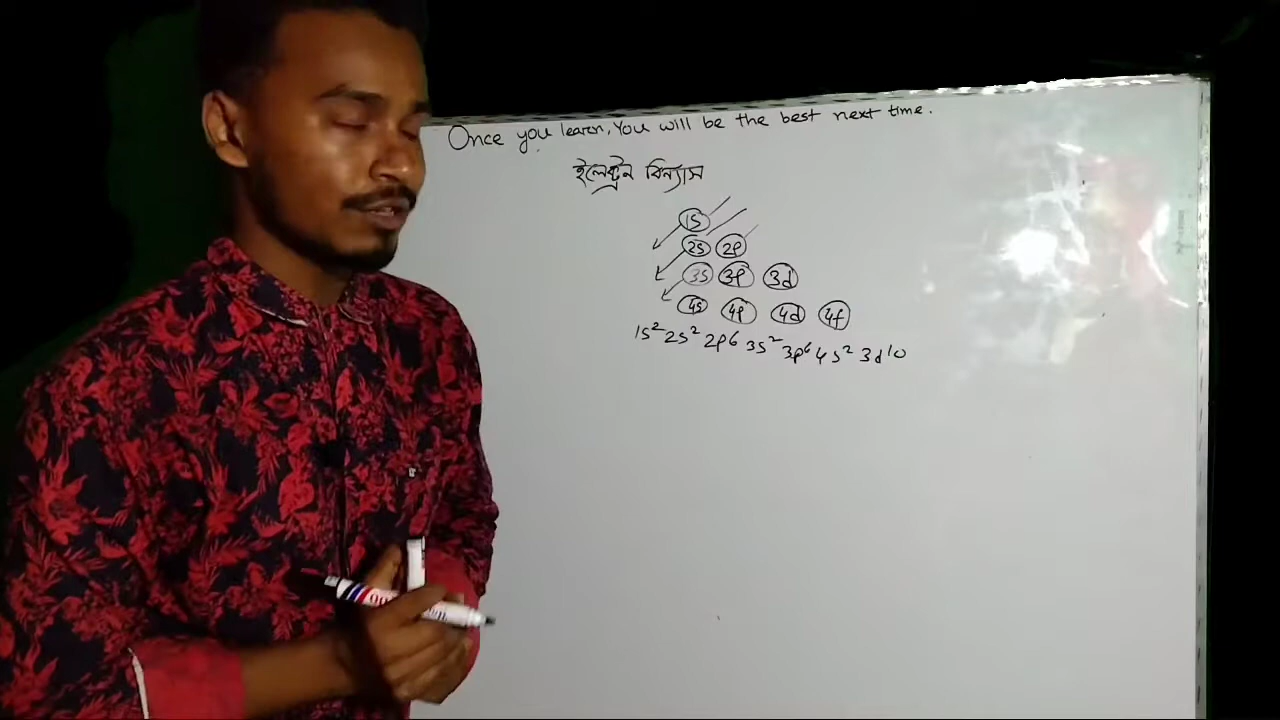 Once you learn, You will be the best next time.
ইলেক্ট্রন বিন্যাস
1s
2s 2p
3s 3p 3d
4s 4p 4d 4f
1s² 2s² 2p⁶ 3s² 3p⁶ 4s² 3d¹⁰